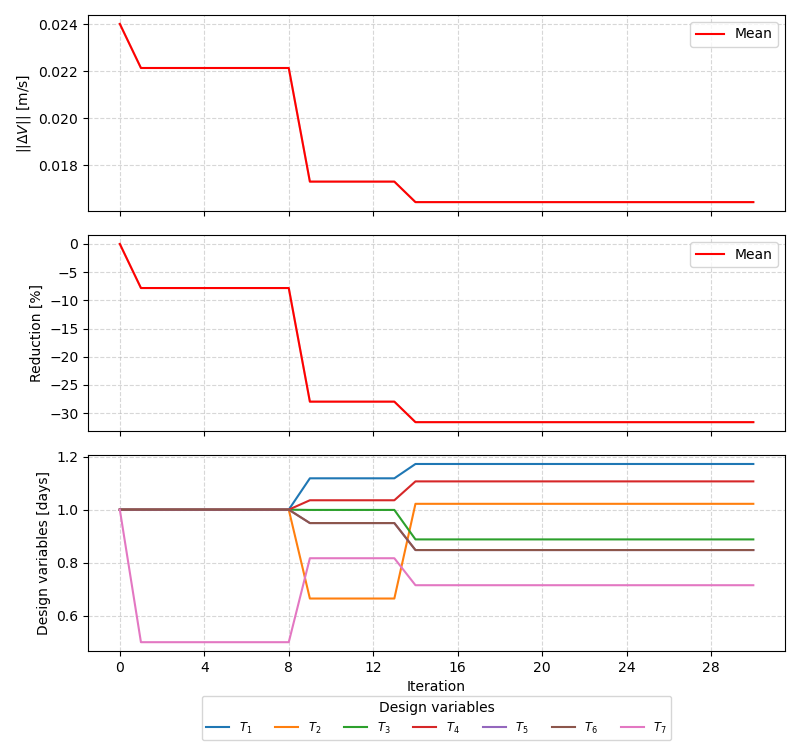 0.024
0.022
0.020
0.018
||ΔV|| [m/s]
Mean
0
−5
−10
−15
−20
−25
−30
Reduction [%]
Mean
1.2
1.0
0.8
0.6
Design variables [days]
0 4 8 12 16 20 24 28
Iteration
Design variables
T₁ T₂ T₃ T₄ T₅ T₆ T₇